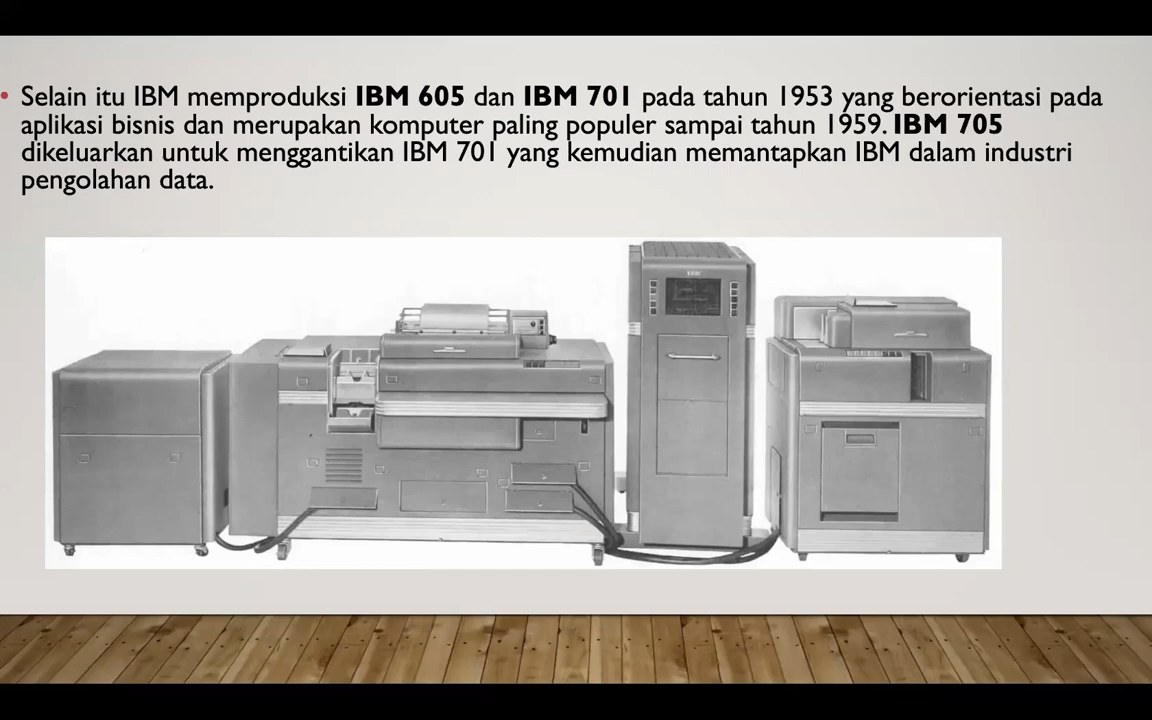 • Selain itu IBM memproduksi IBM 605 dan IBM 701 pada tahun 1953 yang berorientasi pada
aplikasi bisnis dan merupakan komputer paling populer sampai tahun 1959. IBM 705
dikeluarkan untuk menggantikan IBM 701 yang kemudian memantapkan IBM dalam industri
pengolahan data.
IBM